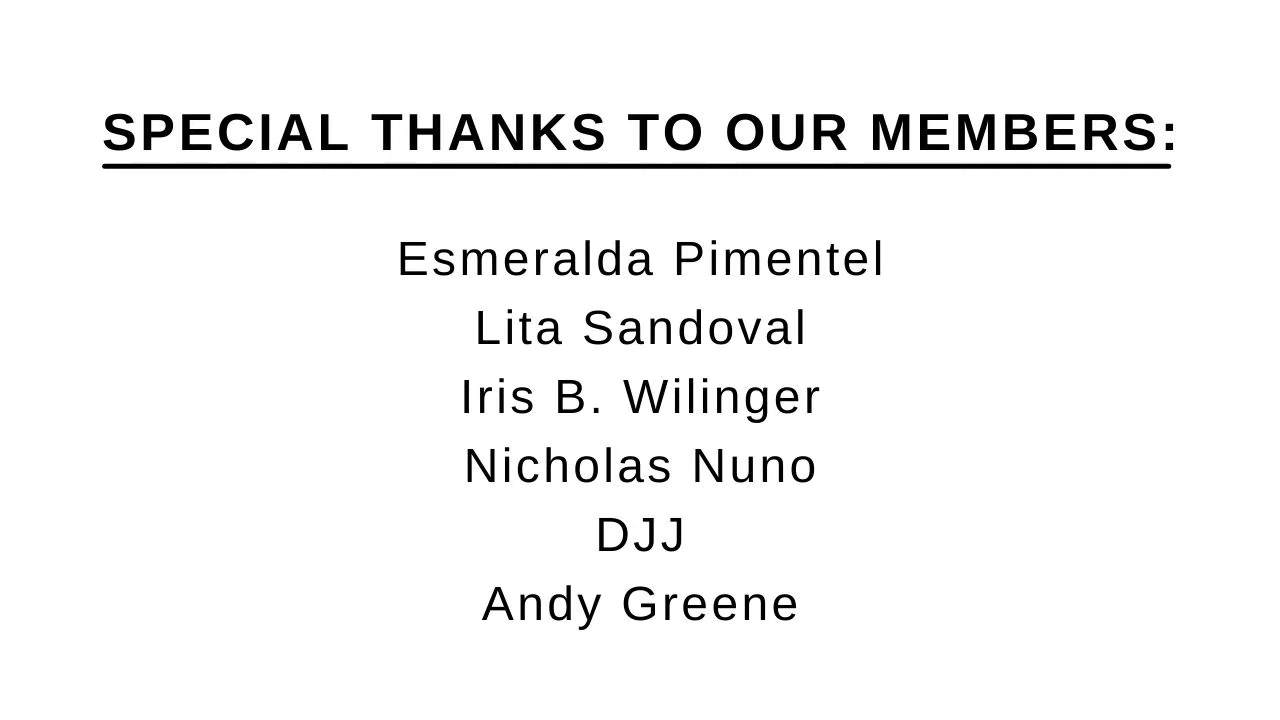 SPECIAL THANKS TO OUR MEMBERS:
Esmeralda Pimentel
Lita Sandoval
Iris B. Wilinger
Nicholas Nuno
DJJ
Andy Greene